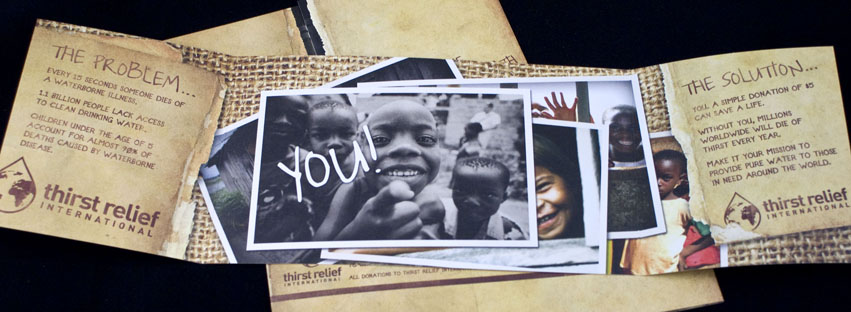 THE PROBLEM...
EVERY 15 SECONDS SOMEONE DIES OF
A WATERBORNE ILLNESS.
1.1 BILLION PEOPLE LACK ACCESS
TO CLEAN DRINKING WATER.
CHILDREN UNDER THE AGE OF 5
ACCOUNT FOR ALMOST 90% OF
DEATHS CAUSED BY WATERBORNE
DISEASE.
thirst relief
INTERNATIONAL
YOU!
THE SOLUTION...
YOU. A SIMPLE DONATION OF $5
CAN SAVE A LIFE.
WITHOUT YOU, MILLIONS
WORLDWIDE WILL DIE OF
THIRST EVERY YEAR.
MAKE IT YOUR MISSION TO
PROVIDE PURE WATER TO THOSE
IN NEED AROUND THE WORLD.
thirst relief
INTERNATIONAL
thirst relief
INTERNATIONAL
ALL DONATIONS TO THIRST RELIEF